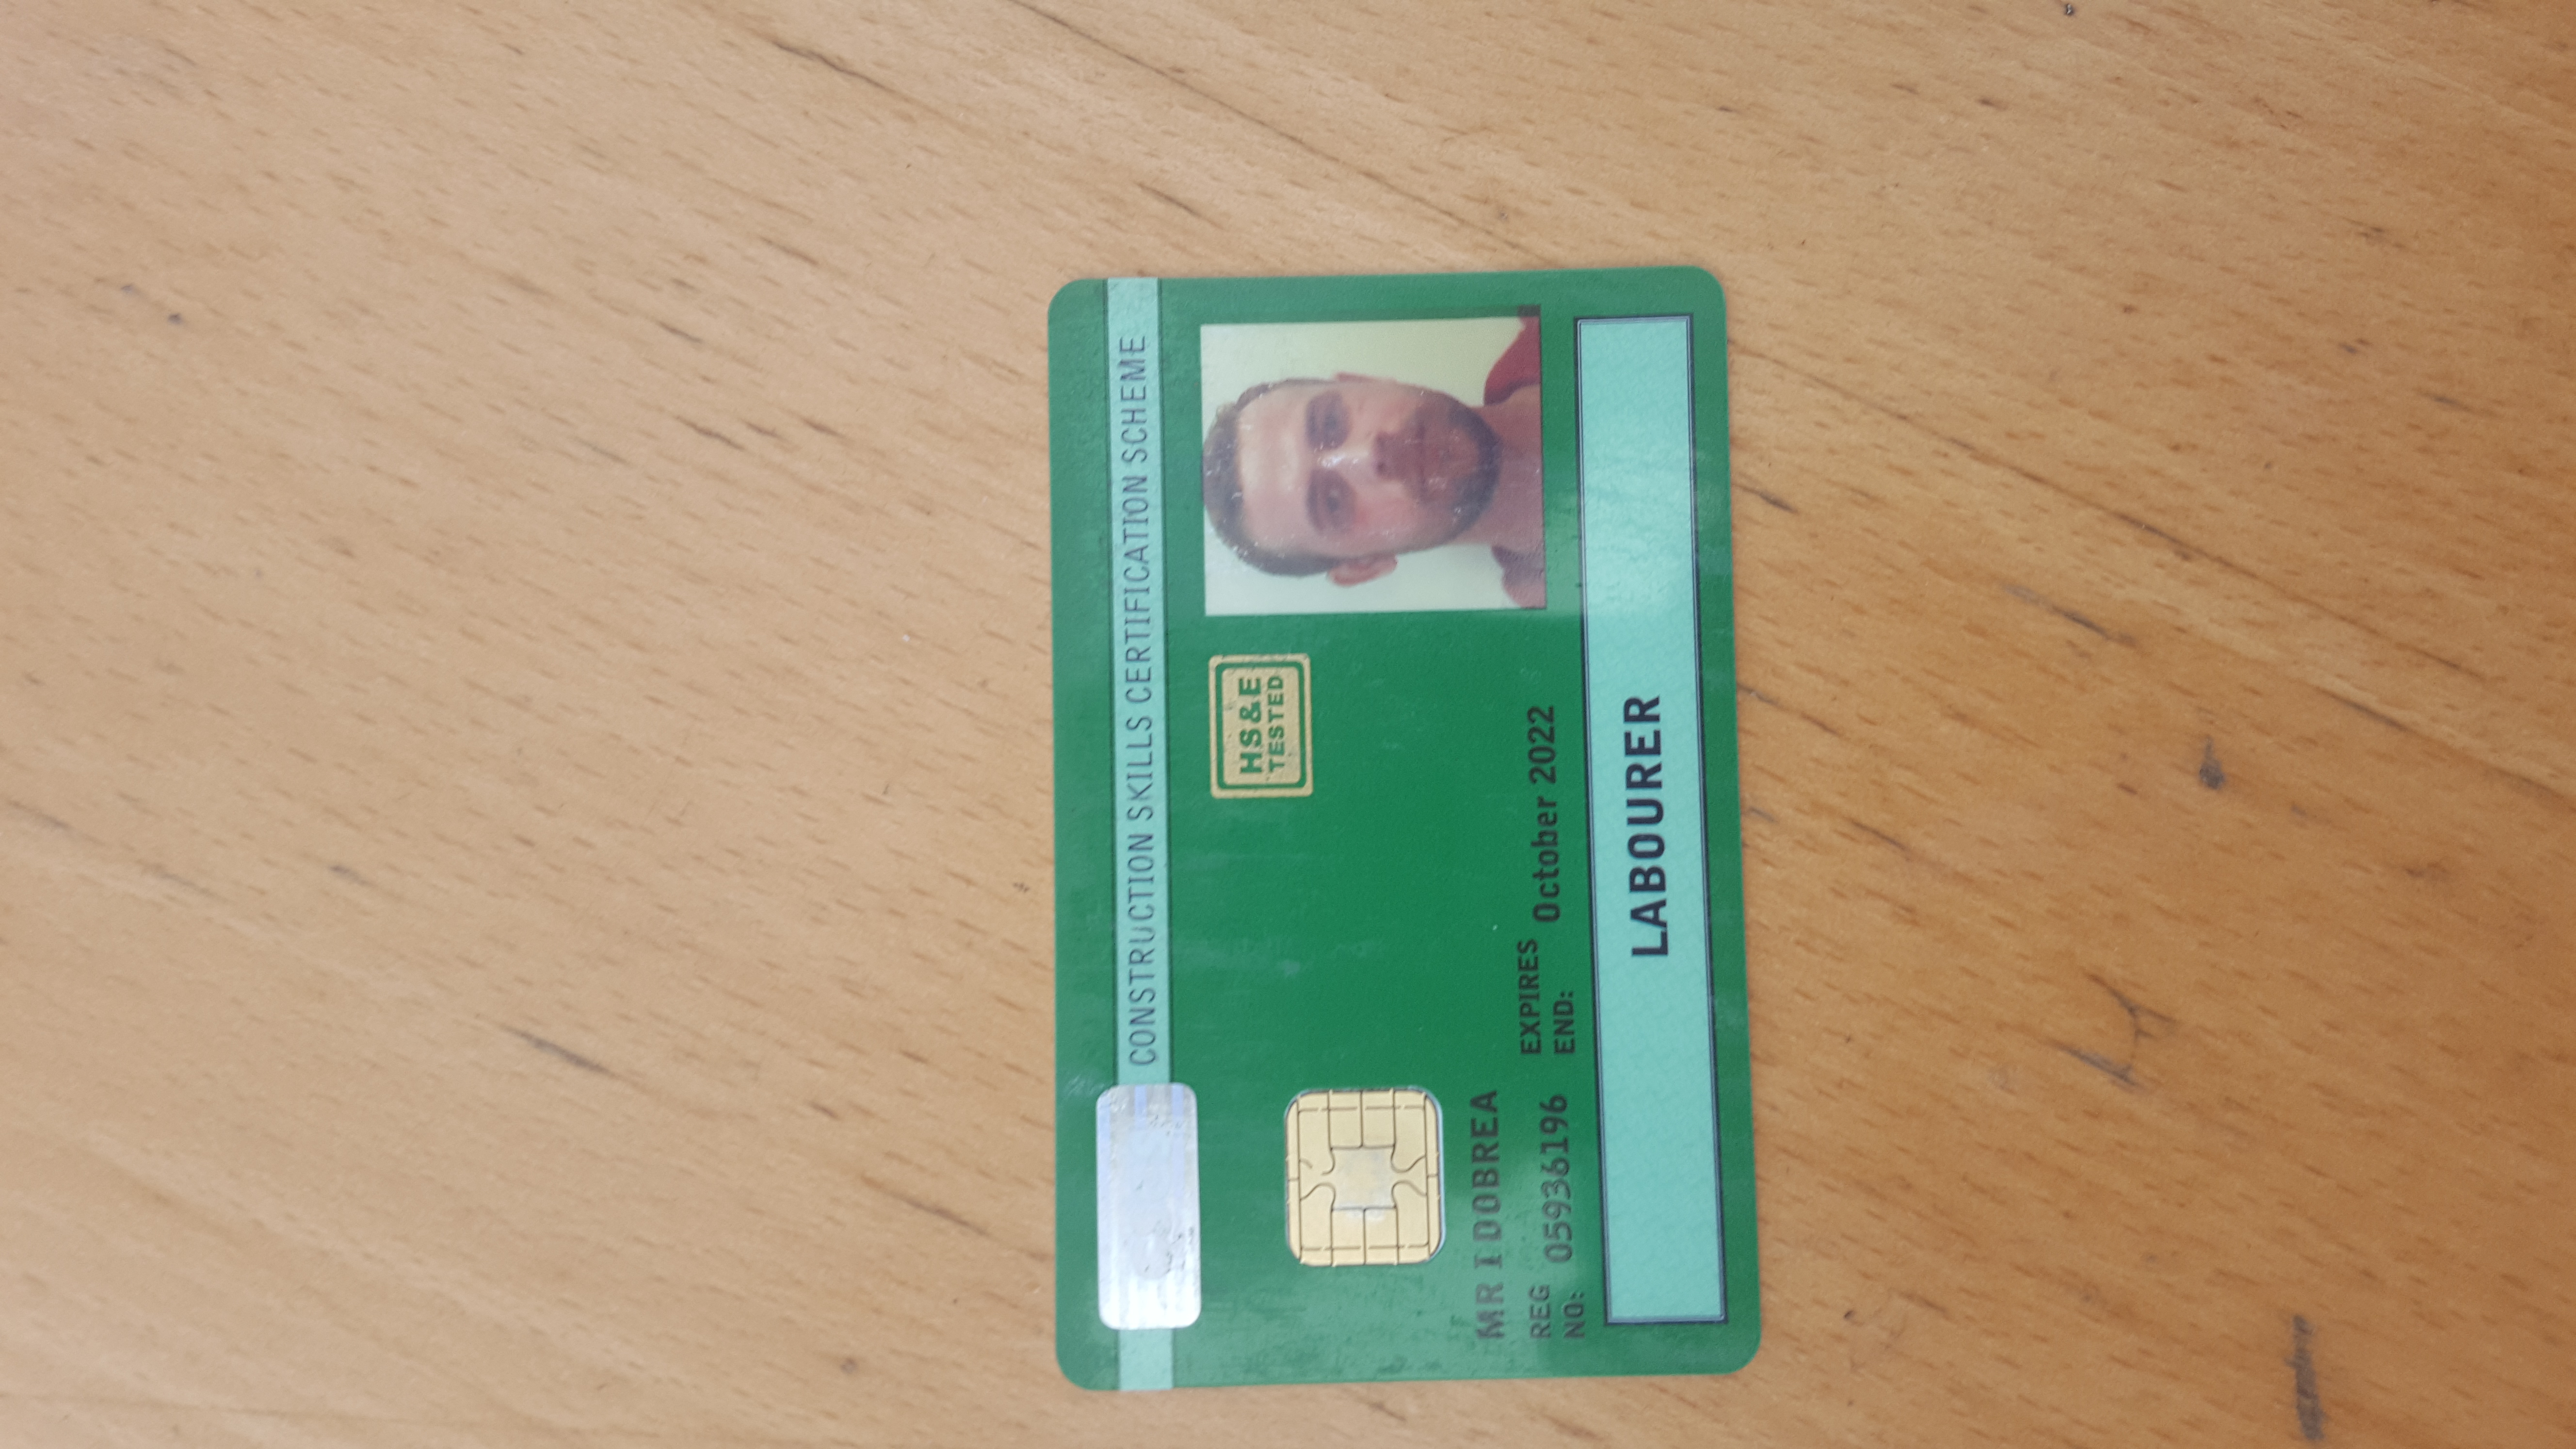 CONSTRUCTION SKILLS CERTIFICATION SCHEME
HS&E
TESTED
MR I DOBREA
REG NO: 05936196 EXPIRES END: October 2022
LABOURER